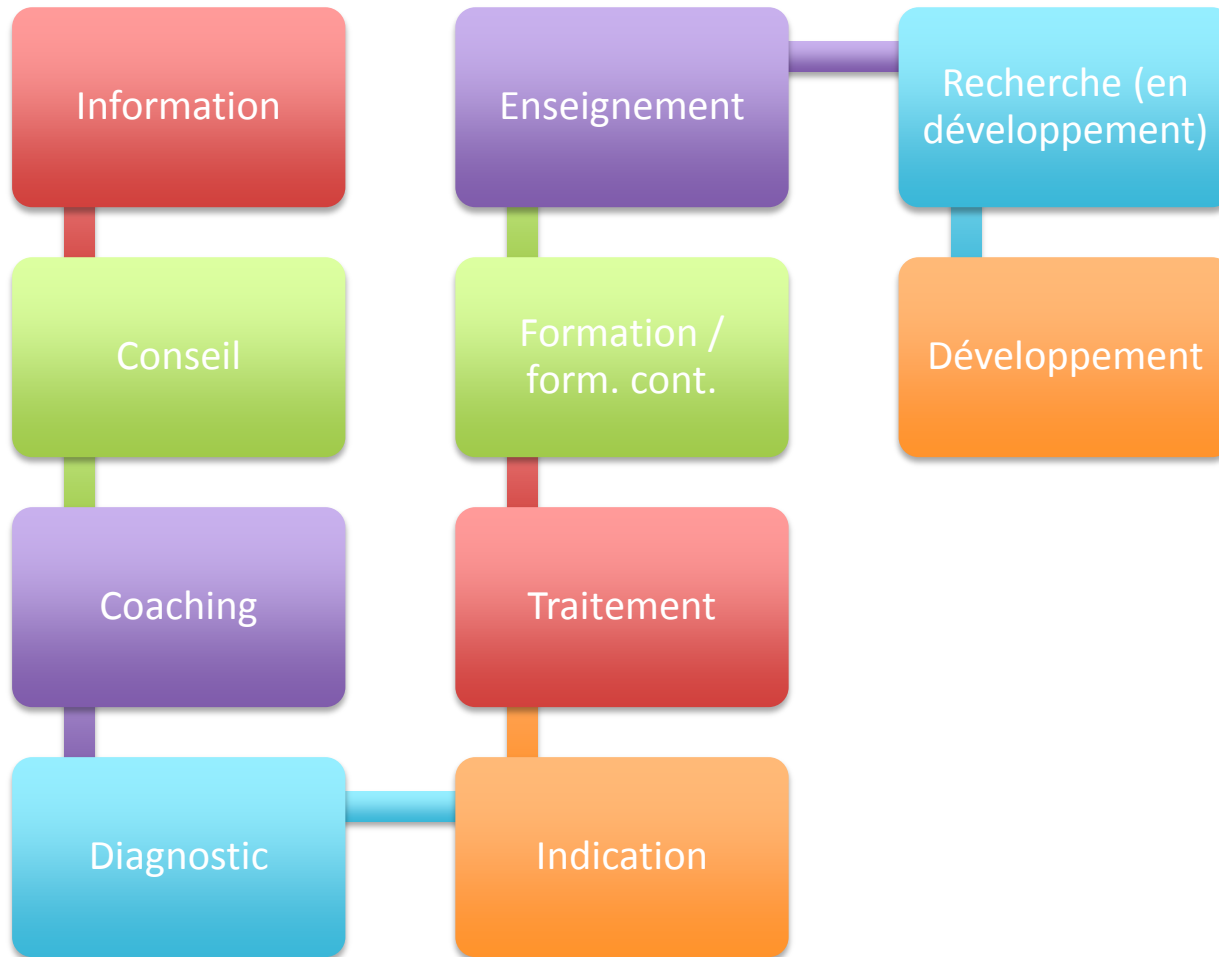 Information
Conseil
Coaching
Diagnostic
Indication
Traitement
Formation /
form. cont.
Enseignement
Recherche (en
développement)
Développement